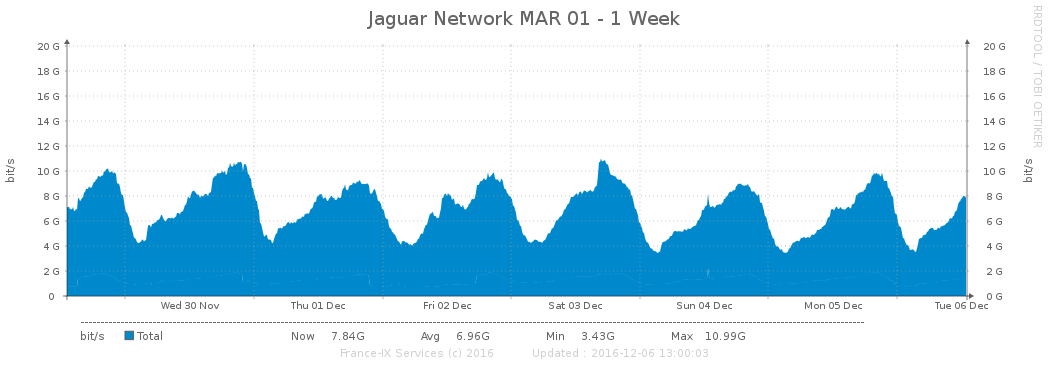 Jaguar Network MAR 01 - 1 Week
RRDTOOL / TOBI OETIKER
bit/s
bit/s
20 G 20 G
18 G 18 G
16 G 16 G
14 G 14 G
12 G 12 G
10 G 10 G
8 G 8 G
6 G 6 G
4 G 4 G
2 G 2 G
0 0 G
Wed 30 Nov Thu 01 Dec Fri 02 Dec Sat 03 Dec Sun 04 Dec Mon 05 Dec Tue 06 Dec
bit/s Total Now 7.84G Avg 6.96G Min 3.43G Max 10.99G
France-IX Services (c) 2016 Updated : 2016-12-06 13:00:03